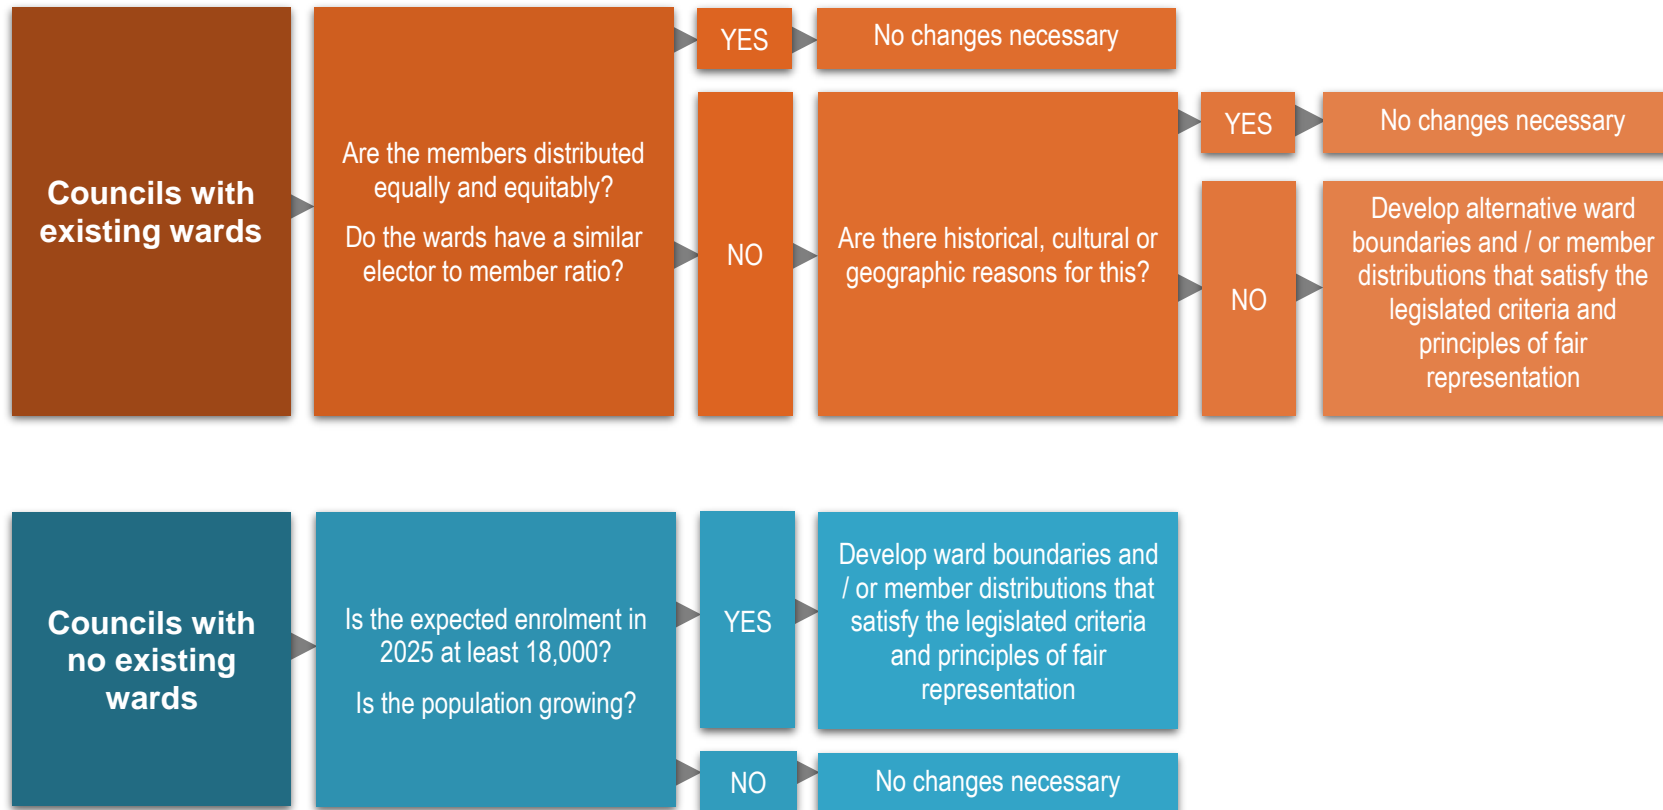 Councils with
existing wards
Are the members distributed
equally and equitably?
Do the wards have a similar
elector to member ratio?
YES
No changes necessary
NO
Are there historical, cultural or
geographic reasons for this?
YES
No changes necessary
NO
Develop alternative ward
boundaries and / or member
distributions that satisfy the
legislated criteria and
principles of fair
representation
Councils with
no existing
wards
Is the expected enrolment in
2025 at least 18,000?
Is the population growing?
YES
Develop ward boundaries and
/ or member distributions that
satisfy the legislated criteria
and principles of fair
representation
NO
No changes necessary